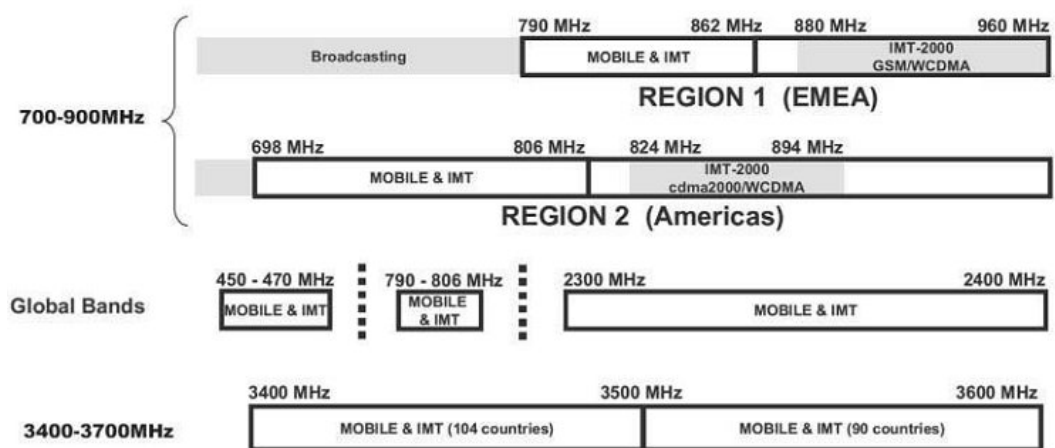 790 MHz 862 MHz 880 MHz 960 MHz
Broadcasting MOBILE & IMT IMT-2000
GSM/WCDMA
REGION 1 (EMEA)
700-900MHz
698 MHz 806 MHz 824 MHz 894 MHz
MOBILE & IMT IMT-2000
cdma2000/WCDMA
REGION 2 (Americas)
450 - 470 MHz 790 - 806 MHz 2300 MHz 2400 MHz
Global Bands MOBILE & IMT MOBILE
& IMT MOBILE & IMT
3400 MHz 3500 MHz 3600 MHz
3400-3700MHz MOBILE & IMT (104 countries) MOBILE & IMT (90 countries)